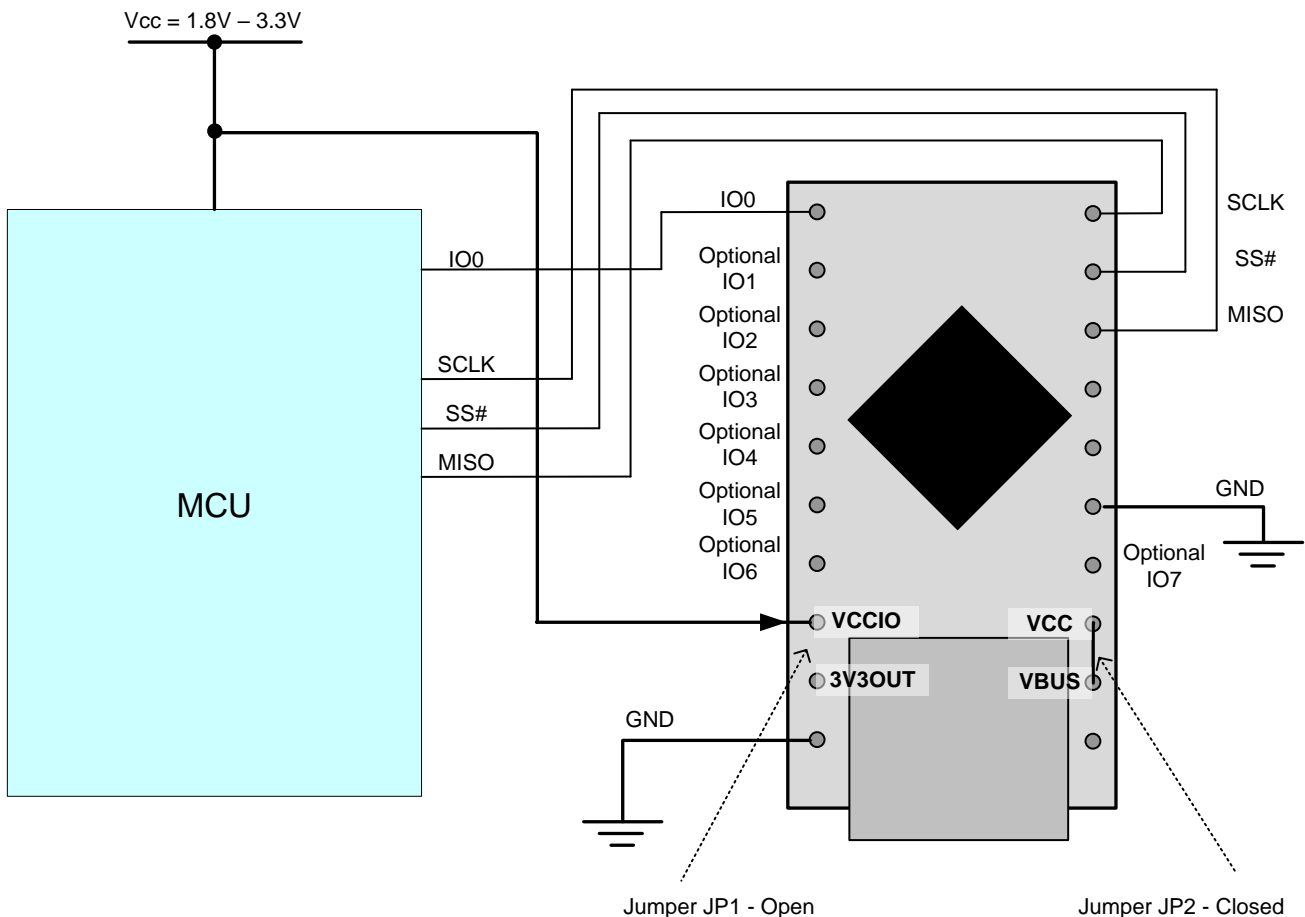 Vcc = 1.8V – 3.3V
IO0
SCLK
SS#
MISO
MCU
IO0
Optional
IO1
Optional
IO2
Optional
IO3
Optional
IO4
Optional
IO5
Optional
IO6
VCCIO
3V3OUT
GND
SCLK
SS#
MISO
GND
Optional
IO7
VCC
VBUS
Jumper JP1 - Open
Jumper JP2 - Closed